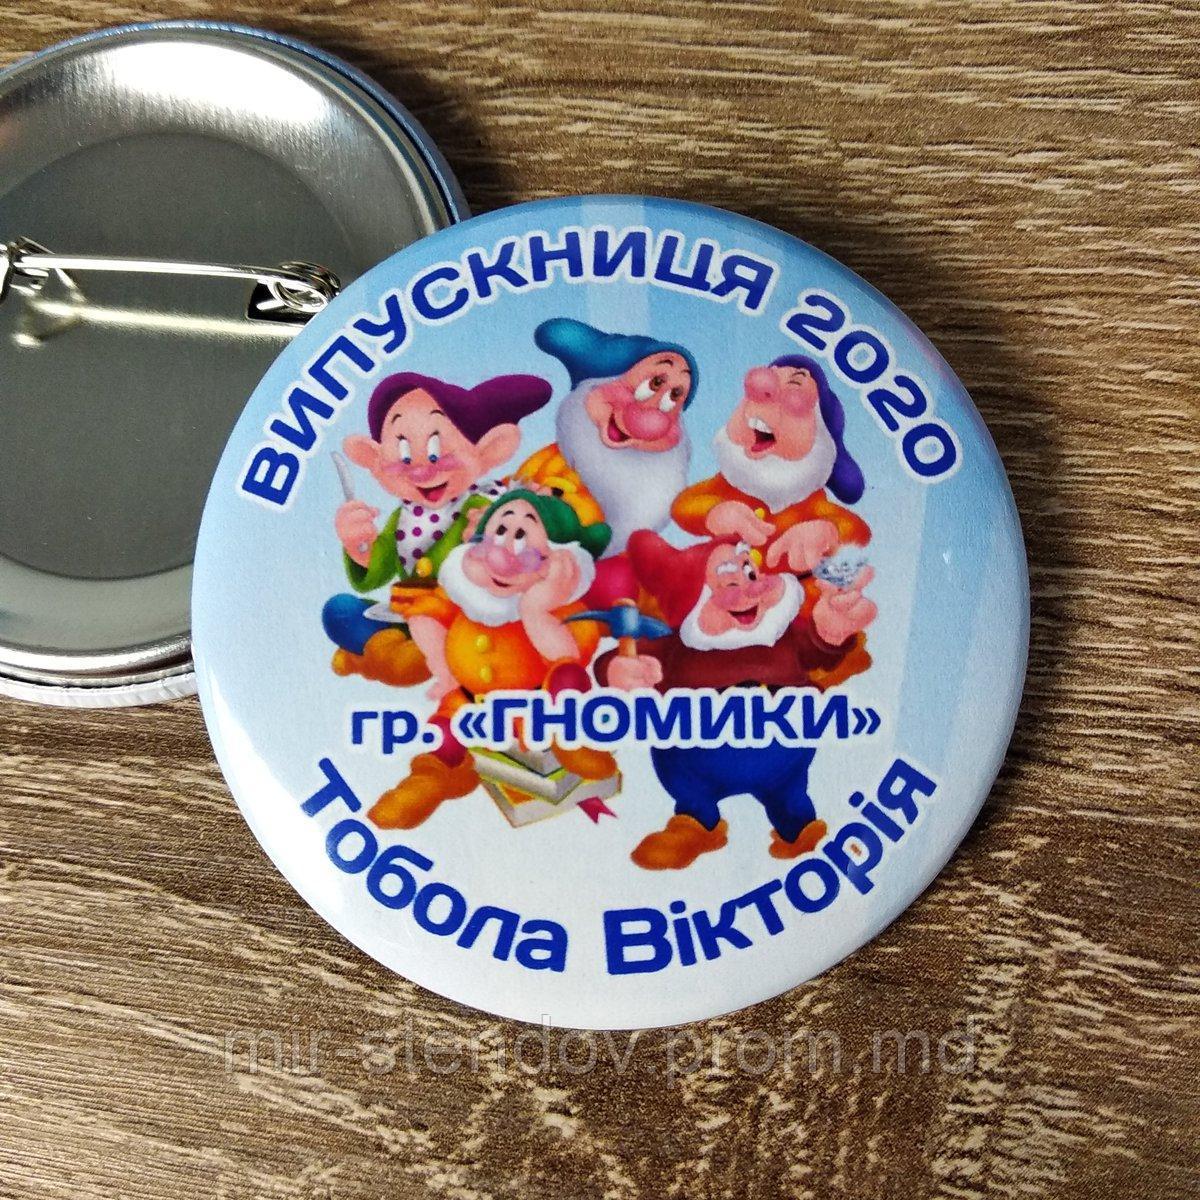 ВИПУСКНИЦЯ 2020
гр. «ГНОМИКИ»
Тобола Вікторія
mir-stendov.prom.md